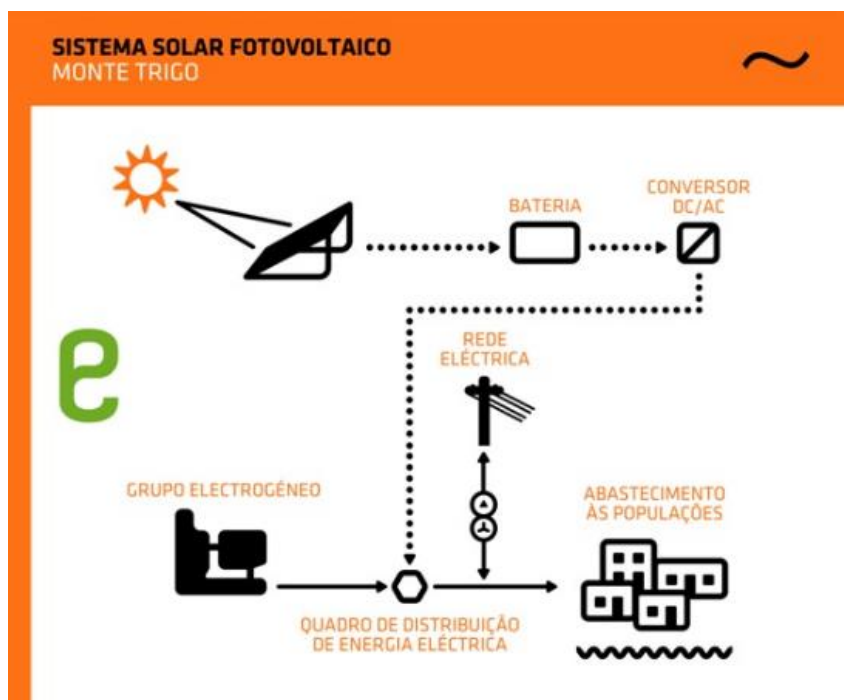 SISTEMA SOLAR FOTOVOLTAICO
MONTE TRIGO
BATERIA
CONVERSOR
DC/AC
REDE
ELÉCTRICA
GRUPO ELECTROGÉNEO
ABASTECIMENTO
ÀS POPULAÇÕES
QUADRO DE DISTRIBUIÇÃO
DE ENERGIA ELÉCTRICA